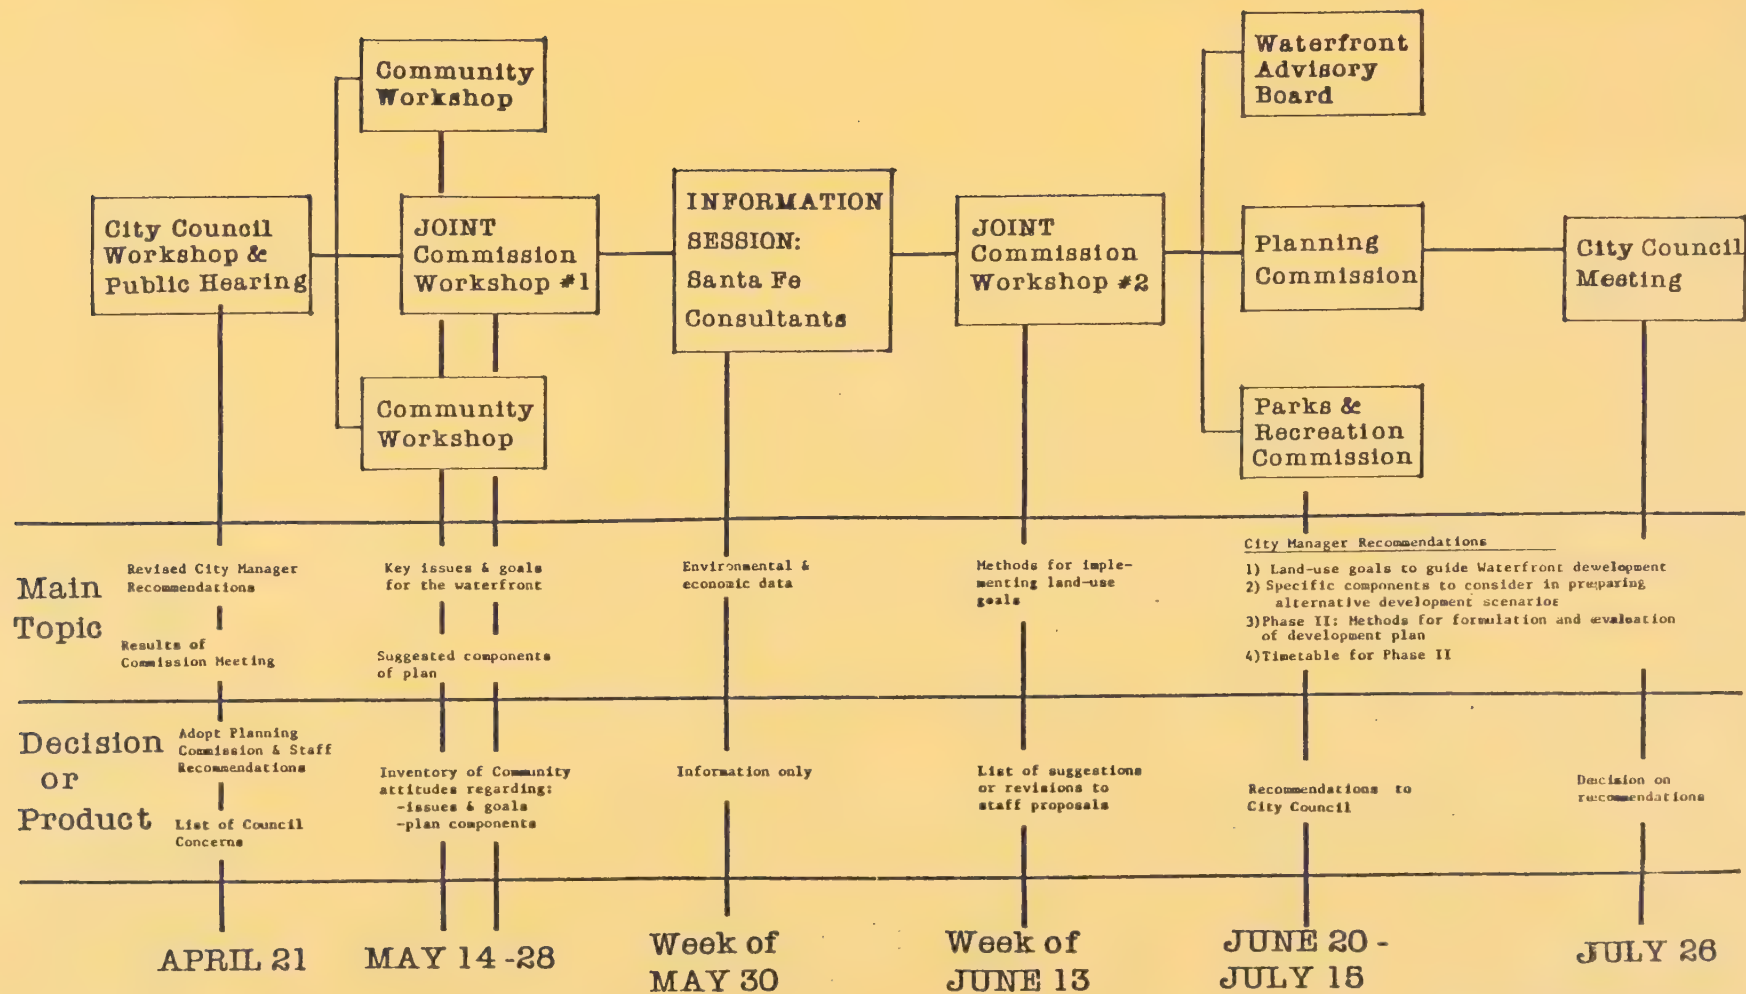 Community
Workshop
Waterfront
Advisory
Board
City Council
Workshop &
Public Hearing
JOINT
Commission
Workshop #1
INFORMATION
SESSION:
Santa Fe
Consultants
JOINT
Commission
Workshop #2
Planning
Commission
City Council
Meeting
Community
Workshop
Parks &
Recreation
Commission
Main
Topic
Revised City Manager
Recommendations
Results of
Commission Meeting
Key issues & goals
for the waterfront
Suggested components
of plan
Environmental &
economic data
Methods for imple-
menting land-use
goals
City Manager Recommendations
1) Land-use goals to guide Waterfront development
2) Specific components to consider in preparing
alternative development scenarios
3)Phase II: Methods for formulation and evaluation
of development plan
4)Timetable for Phase II
Decision
or
Product
Adopt Planning
Commission & Staff
Recommendations
List of Council
Concerns
Inventory of Community
attitudes regarding:
-issues & goals
-plan components
Information only
List of suggestions
or revisions to
staff proposals
Recommendations to
City Council
Decision on
recommendations
APRIL 21
MAY 14-28
Week of
MAY 30
Week of
JUNE 13
JUNE 20 -
JULY 15
JULY 26